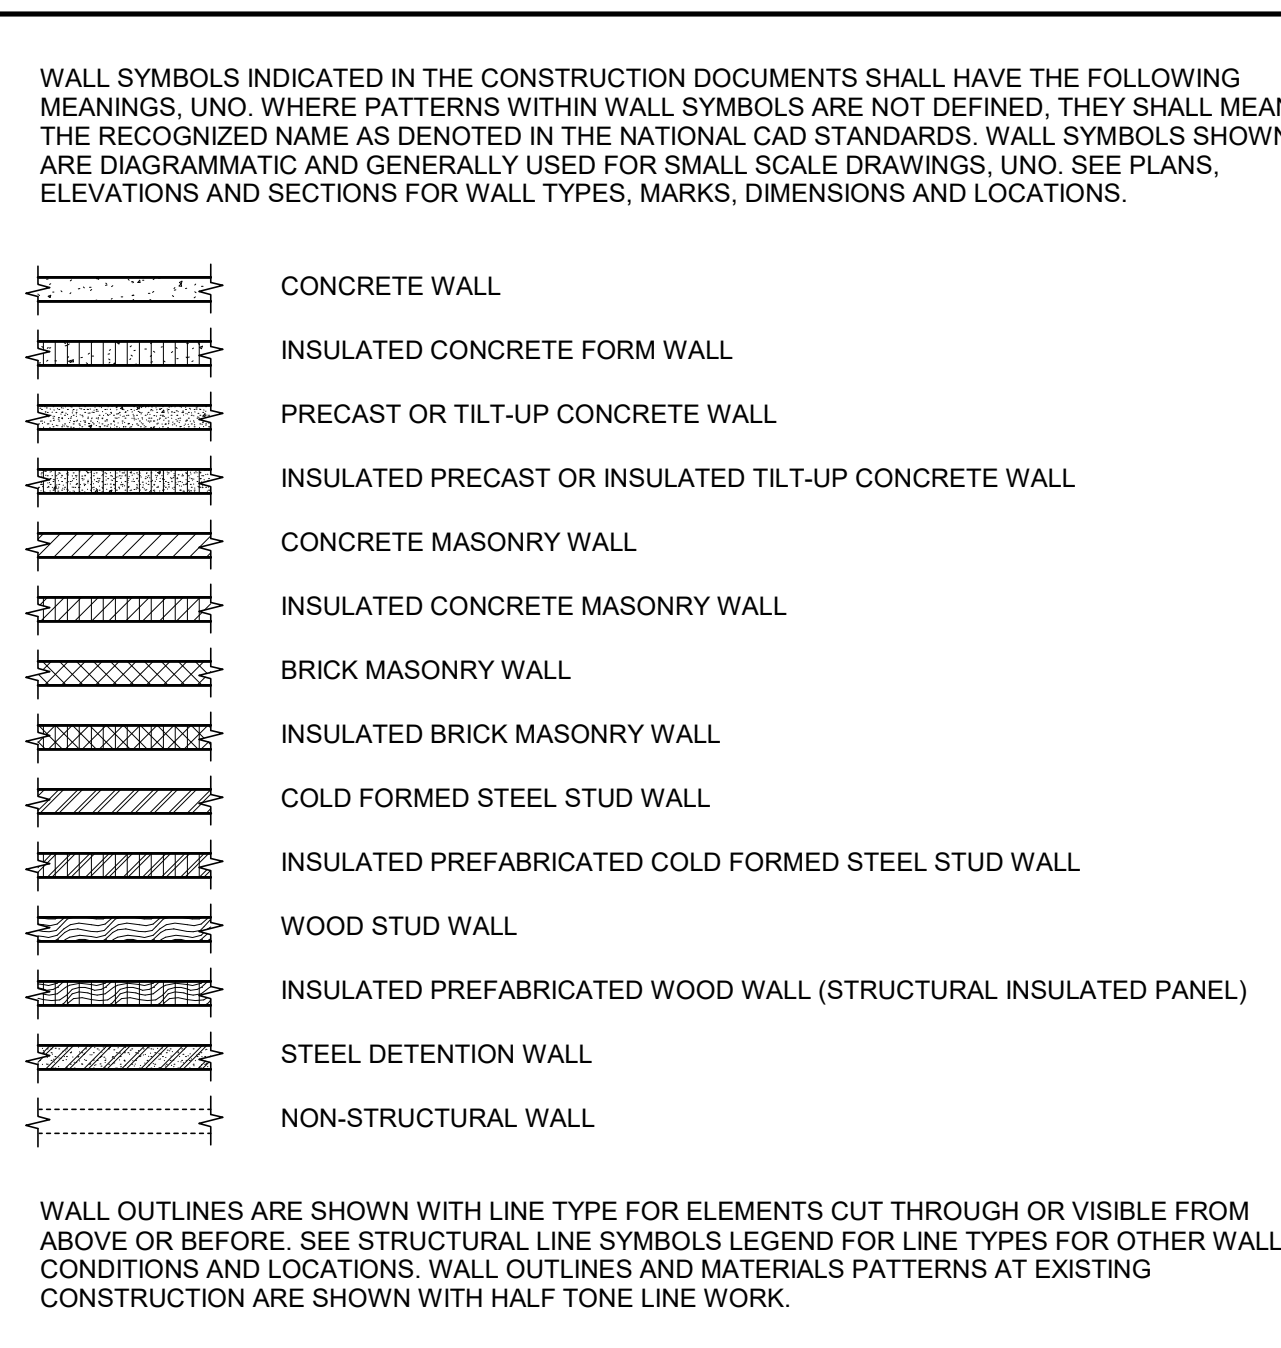 WALL SYMBOLS INDICATED IN THE CONSTRUCTION DOCUMENTS SHALL HAVE THE FOLLOWING
MEANINGS, UNO. WHERE PATTERNS WITHIN WALL SYMBOLS ARE NOT DEFINED, THEY SHALL MEAN
THE RECOGNIZED NAME AS DENOTED IN THE NATIONAL CAD STANDARDS. WALL SYMBOLS SHOWN
ARE DIAGRAMMATIC AND GENERALLY USED FOR SMALL SCALE DRAWINGS, UNO. SEE PLANS,
ELEVATIONS AND SECTIONS FOR WALL TYPES, MARKS, DIMENSIONS AND LOCATIONS.
CONCRETE WALL
INSULATED CONCRETE FORM WALL
PRECAST OR TILT-UP CONCRETE WALL
INSULATED PRECAST OR INSULATED TILT-UP CONCRETE WALL
CONCRETE MASONRY WALL
INSULATED CONCRETE MASONRY WALL
BRICK MASONRY WALL
INSULATED BRICK MASONRY WALL
COLD FORMED STEEL STUD WALL
INSULATED PREFABRICATED COLD FORMED STEEL STUD WALL
WOOD STUD WALL
INSULATED PREFABRICATED WOOD WALL (STRUCTURAL INSULATED PANEL)
STEEL DETENTION WALL
NON-STRUCTURAL WALL
WALL OUTLINES ARE SHOWN WITH LINE TYPE FOR ELEMENTS CUT THROUGH OR VISIBLE FROM
ABOVE OR BEFORE. SEE STRUCTURAL LINE SYMBOLS LEGEND FOR LINE TYPES FOR OTHER WALL
CONDITIONS AND LOCATIONS. WALL OUTLINES AND MATERIALS PATTERNS AT EXISTING
CONSTRUCTION ARE SHOWN WITH HALF TONE LINE WORK.